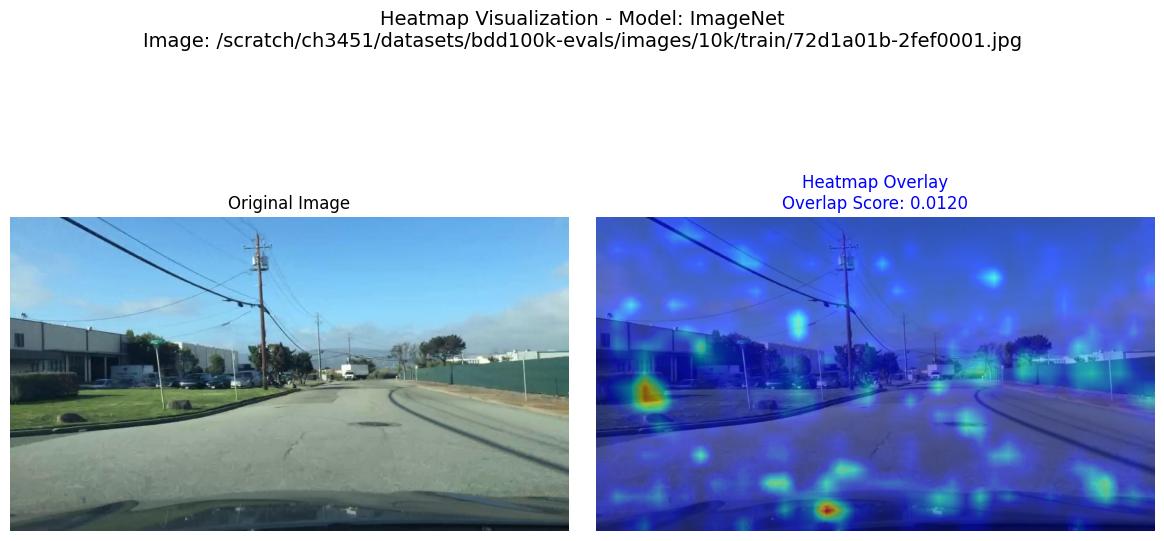 Heatmap Visualization - Model: ImageNet
Image: /scratch/ch3451/datasets/bdd100k-evals/images/10k/train/72d1a01b-2fef0001.jpg
Original Image
Heatmap Overlay
Overlap Score: 0.0120